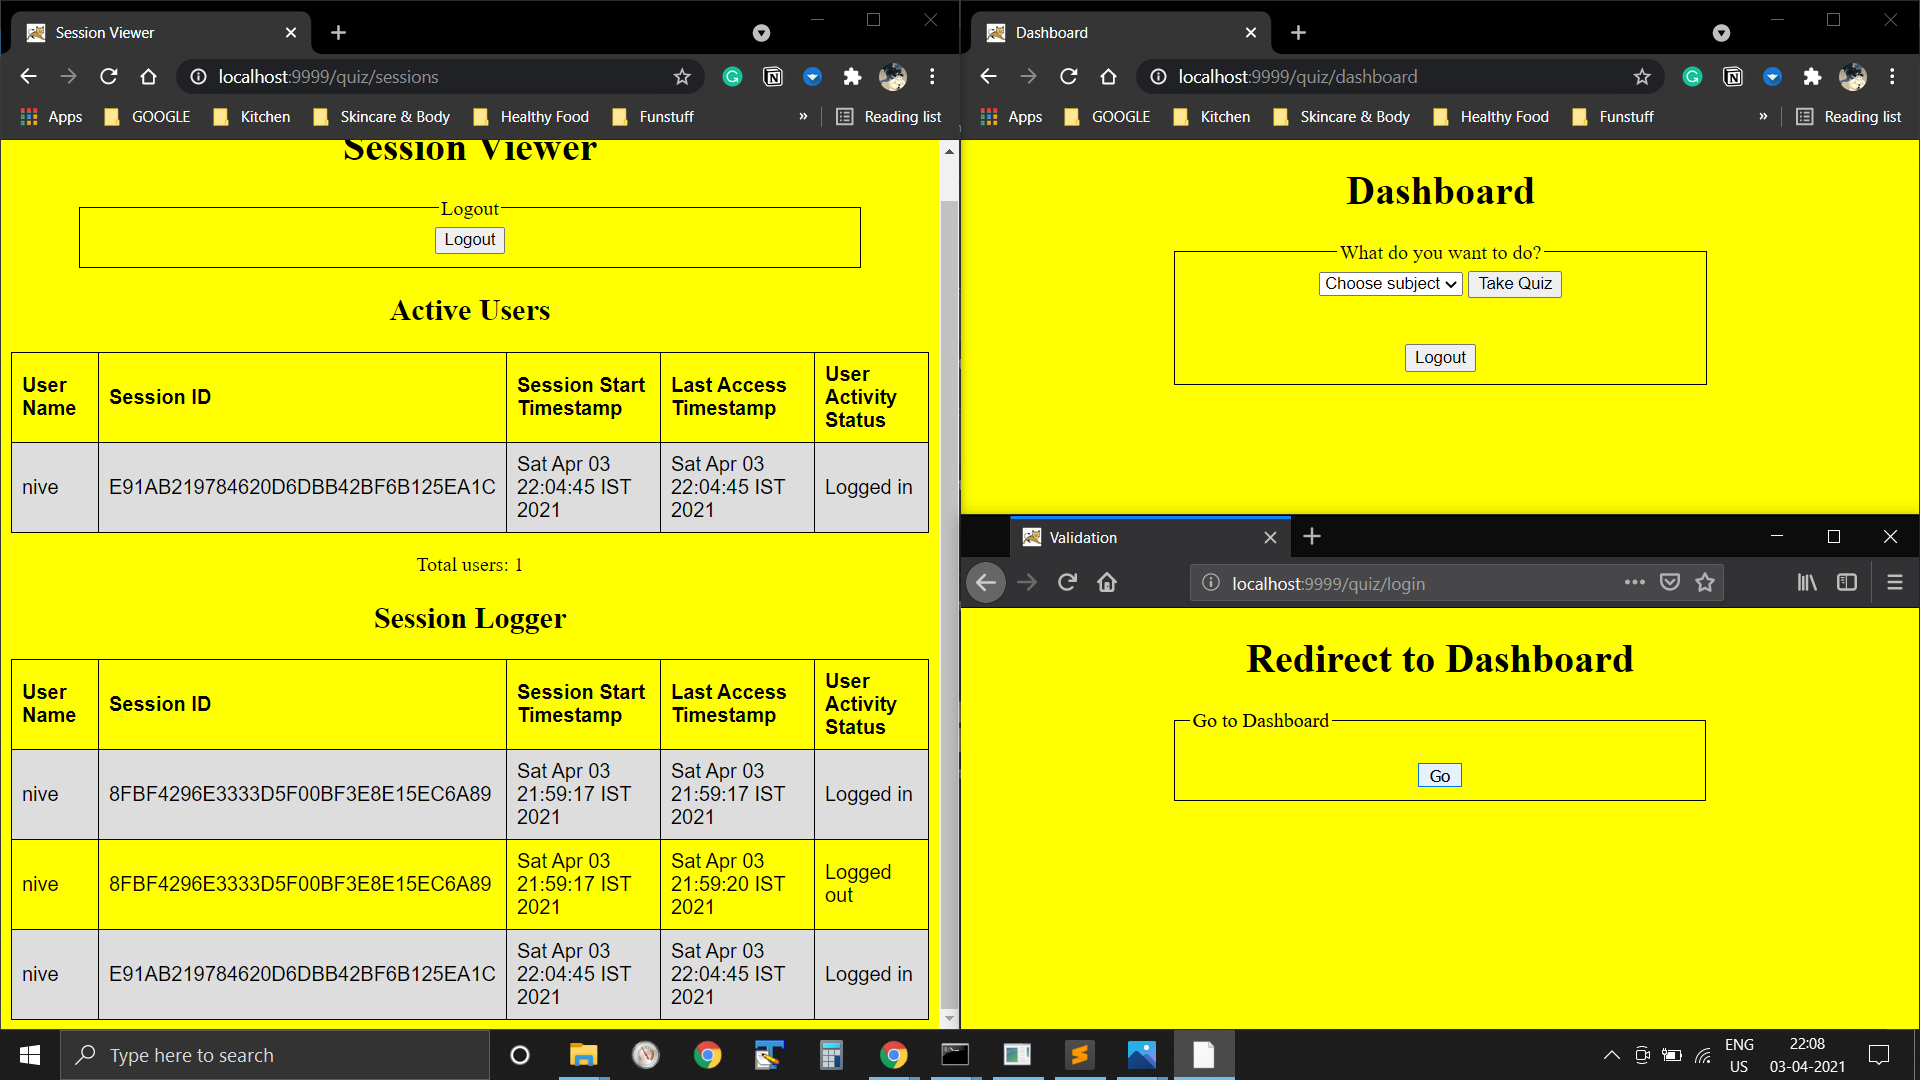 Session Viewer
localhost:9999/quiz/sessions
Apps GOOGLE Kitchen Skincare & Body Healthy Food Funstuff » Reading list
Session Viewer
Logout
Logout
Active Users
User Name Session ID Session Start Timestamp Last Access Timestamp User Activity Status
nive E91AB219784620D6DBB42BF6B125EA1C Sat Apr 03 22:04:45 IST 2021 Sat Apr 03 22:04:45 IST 2021 Logged in
Total users: 1
Session Logger
User Name Session ID Session Start Timestamp Last Access Timestamp User Activity Status
nive 8FBF4296E3333D5F00BF3E8E15EC6A89 Sat Apr 03 21:59:17 IST 2021 Sat Apr 03 21:59:17 IST 2021 Logged in
nive 8FBF4296E3333D5F00BF3E8E15EC6A89 Sat Apr 03 21:59:17 IST 2021 Sat Apr 03 21:59:20 IST 2021 Logged out
nive E91AB219784620D6DBB42BF6B125EA1C Sat Apr 03 22:04:45 IST 2021 Sat Apr 03 22:04:45 IST 2021 Logged in
Dashboard
localhost:9999/quiz/dashboard
Apps GOOGLE Kitchen Skincare & Body Healthy Food Funstuff » Reading list
Dashboard
What do you want to do?
Choose subject Take Quiz
Logout
Validation
localhost:9999/quiz/login
Redirect to Dashboard
Go to Dashboard
Go
Type here to search
ENG
US
22:08
03-04-2021